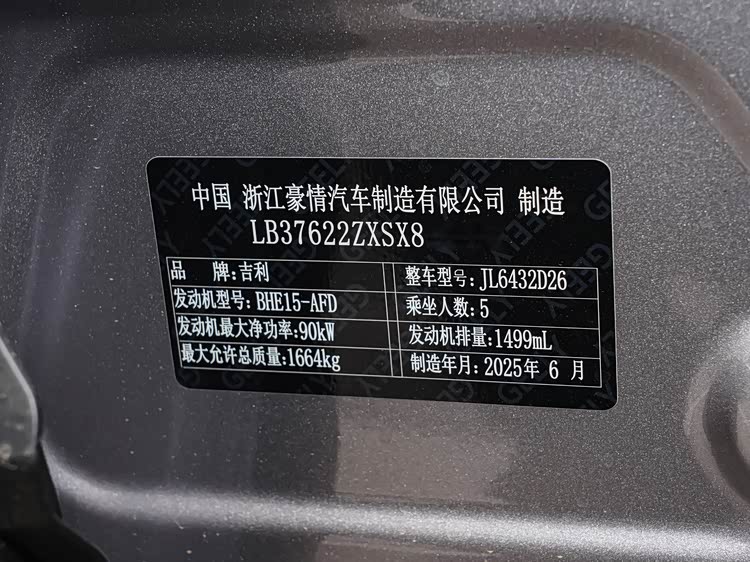 中国 浙江豪情汽车制造有限公司 制造
LB37622ZXSX8
品 牌:吉利 整车型号:JL6432D26
发动机型号:BHE15-AFD 乘坐人数:5
发动机最大净功率:90kW 发动机排量:1499mL
最大允许总质量:1664kg 制造年月:2025年 6 月